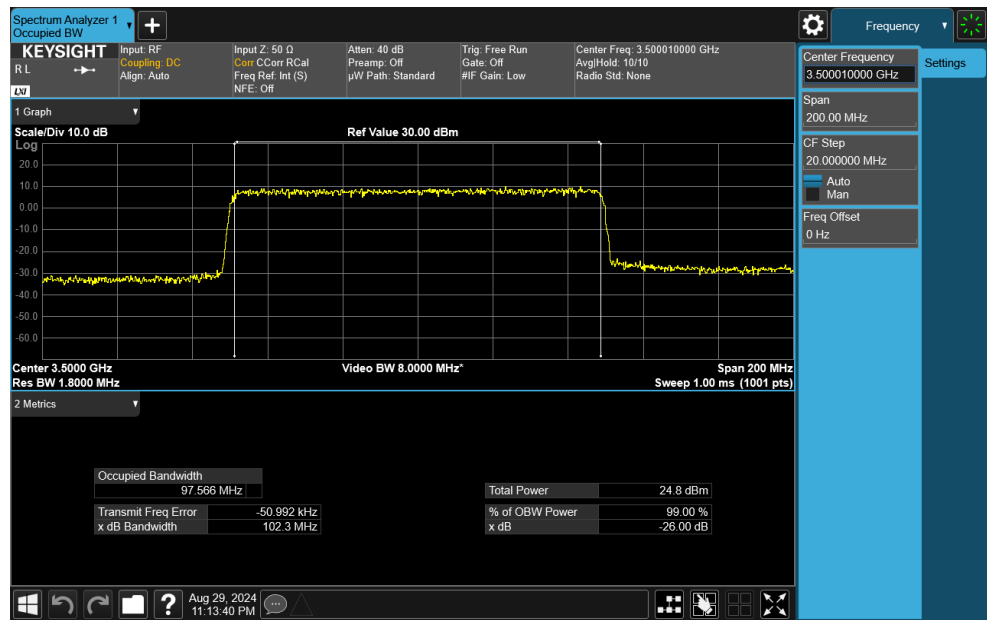 Spectrum Analyzer 1
Occupied BW
Frequency
KEYSIGHT
R L
LXI
Input: RF
Coupling: DC
Align: Auto
Input Z: 50 Ω
Corr CCorr RCal
Freq Ref: Int (S)
NFE: Off
Atten: 40 dB
Preamp: Off
µW Path: Standard
Trig: Free Run
Gate: Off
#IF Gain: Low
Center Freq: 3.500010000 GHz
Avg|Hold: 10/10
Radio Std: None
Center Frequency
3.500010000 GHz
Settings
Span
200.00 MHz
CF Step
20.000000 MHz
Auto
Man
Freq Offset
0 Hz
1 Graph
Scale/Div 10.0 dB
Ref Value 30.00 dBm
Log
20.0
10.0
0.00
-10.0
-20.0
-30.0
-40.0
-50.0
-60.0
Center 3.5000 GHz
Video BW 8.0000 MHz*
Span 200 MHz
Res BW 1.8000 MHz
Sweep 1.00 ms (1001 pts)
2 Metrics
Occupied Bandwidth
97.566 MHz
Transmit Freq Error -50.992 kHz
x dB Bandwidth 102.3 MHz
Total Power 24.8 dBm
% of OBW Power 99.00 %
x dB -26.00 dB
?
Aug 29, 2024
11:13:40 PM